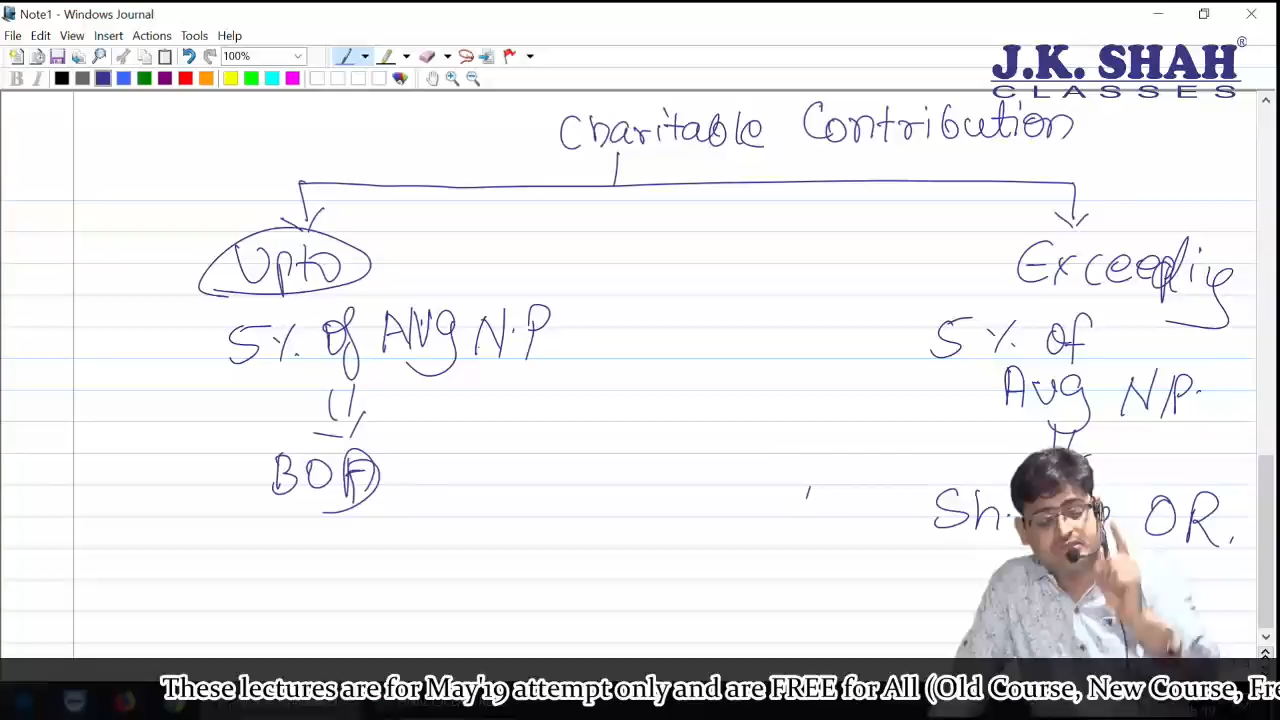 Note1 - Windows Journal
File Edit View Insert Actions Tools Help
100%
J.K. SHAH®
CLASSES
Charitable Contribution
Upto
Exceeding
5% of Avg N.P
5% of
Avg N.P.
BOD
Sh. OR.
These lectures are for May'19 attempt only and are FREE for All (Old Course, New Course, Fre